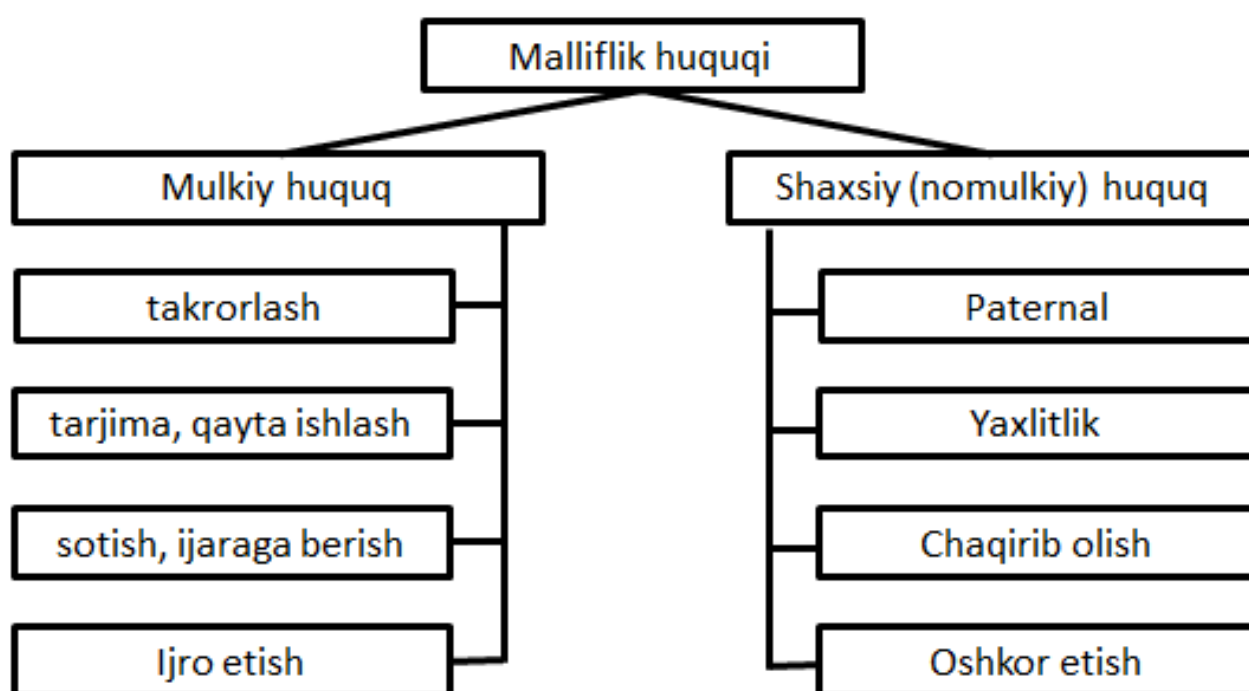 Malliflik huquqi
Mulkiy huquq
takrorlash
tarjima, qayta ishlash
sotish, ijaraga berish
Ijro etish
Shaxsiy (nomulkiy) huquq
Paternal
Yaxlitlik
Chaqirib olish
Oshkor etish